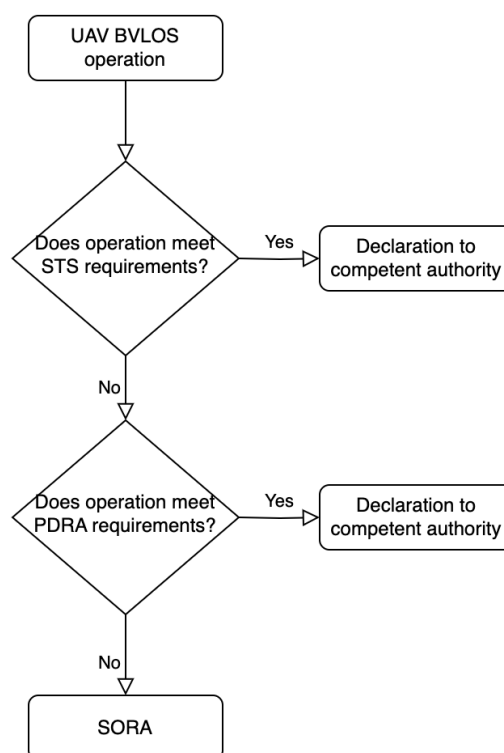 UAV BVLOS
operation
Does operation meet
STS requirements?
Yes
Declaration to
competent authority
No
Does operation meet
PDRA requirements?
Yes
Declaration to
competent authority
No
SORA